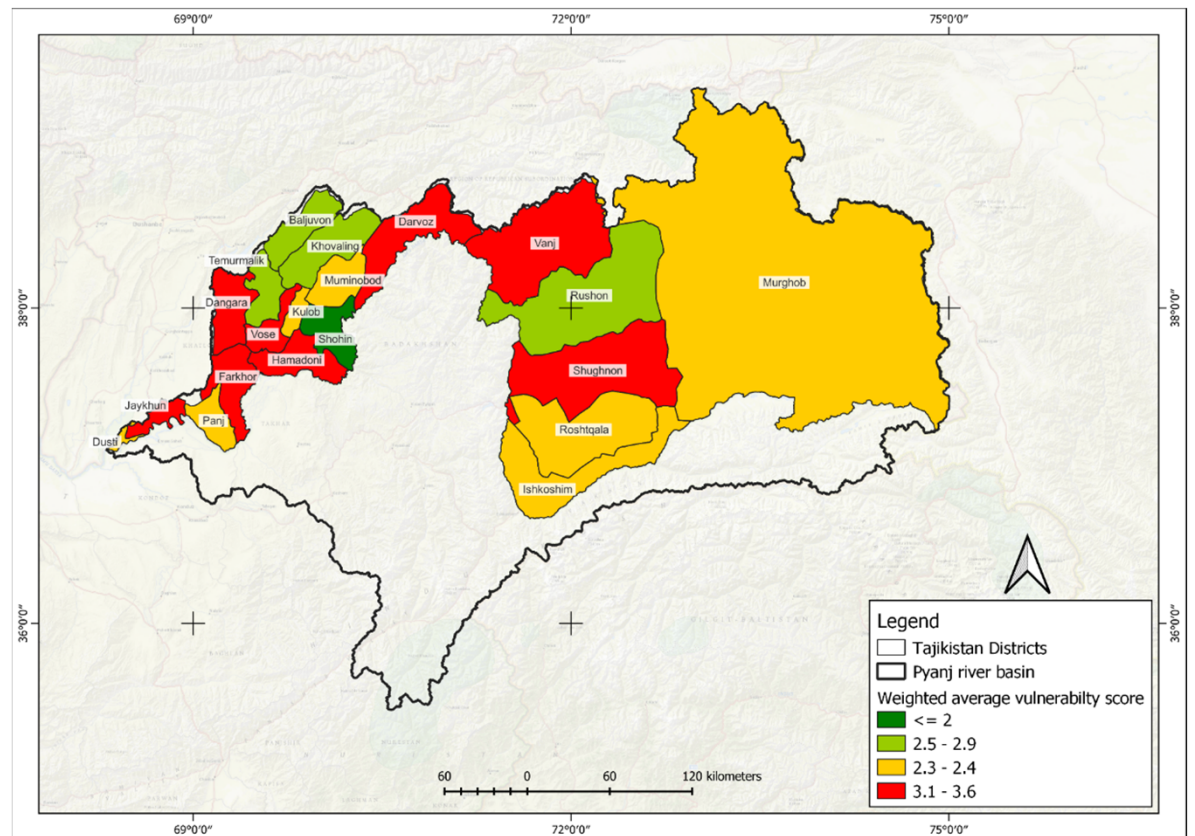 69°0'0"
72°0'0"
75°0'0"
Baljuvon
Darvoz
Khovaling
Vanj
Temurmalik
Muminobod
Murghob
Rushon
Dangara
38°0'0"
38°0'0"
Kulob
Vose
Shohin
Hamadoni
Shughnon
Farkhor
Jaykhun
Panj
Roshtqala
Dusti
Ishkoshim
36°0'0"
36°0'0"
Legend
Tajikistan Districts
Pyanj river basin
Weighted average vulnerabilty score
<= 2
2.5 - 2.9
2.3 - 2.4
3.1 - 3.6
60 0 60 120 kilometers
69°0'0"
72°0'0"
75°0'0"